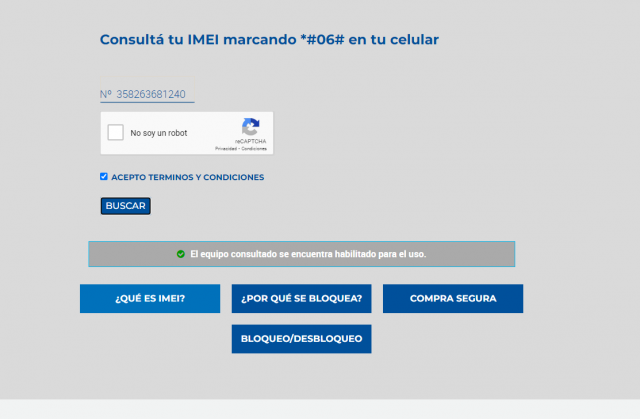 Consultá tu IMEI marcando *#06# en tu celular
Nº 358263681240
No soy un robot
reCAPTCHA
Privacidad - Condiciones
ACEPTO TERMINOS Y CONDICIONES
BUSCAR
El equipo consultado se encuentra habilitado para el uso.
¿QUÉ ES IMEI?
¿POR QUÉ SE BLOQUEA?
COMPRA SEGURA
BLOQUEO/DESBLOQUEO